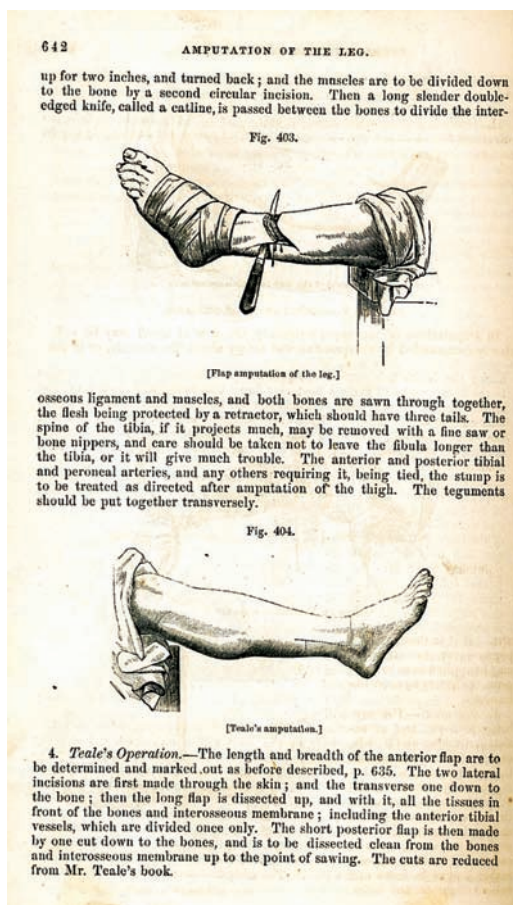 642
AMPUTATION OF THE LEG.
up for two inches, and turned back; and the muscles are to be divided down
to the bone by a second circular incision. Then a long slender double-
edged knife, called a catline, is passed between the bones to divide the inter-
Fig. 403.
[Flap amputation of the leg.]
osseous ligament and muscles, and both bones are sawn through together,
the flesh being protected by a retractor, which should have three tails. The
spine of the tibia, if it projects much, may be removed with a fine saw or
bone nippers, and care should be taken not to leave the fibula longer than
the tibia, or it will give much trouble. The anterior and posterior tibial
and peroneal arteries, and any others requiring it, being tied, the stump is
to be treated as directed after amputation of the thigh. The teguments
should be put together transversely.
Fig. 404.
[Teale's amputation.]
4. Teale's Operation.—The length and breadth of the anterior flap are to
be determined and marked out as before described, p. 635. The two lateral
incisions are first made through the skin; and the transverse one down to
the bone; then the long flap is dissected up, and with it, all the tissues in
front of the bones and interosseous membrane; including the anterior tibial
vessels, which are divided once only. The short posterior flap is then made
by one cut down to the bones, and is to be dissected clean from the bones
and interosseous membrane up to the point of sawing. The cuts are reduced
from Mr. Teale's book.